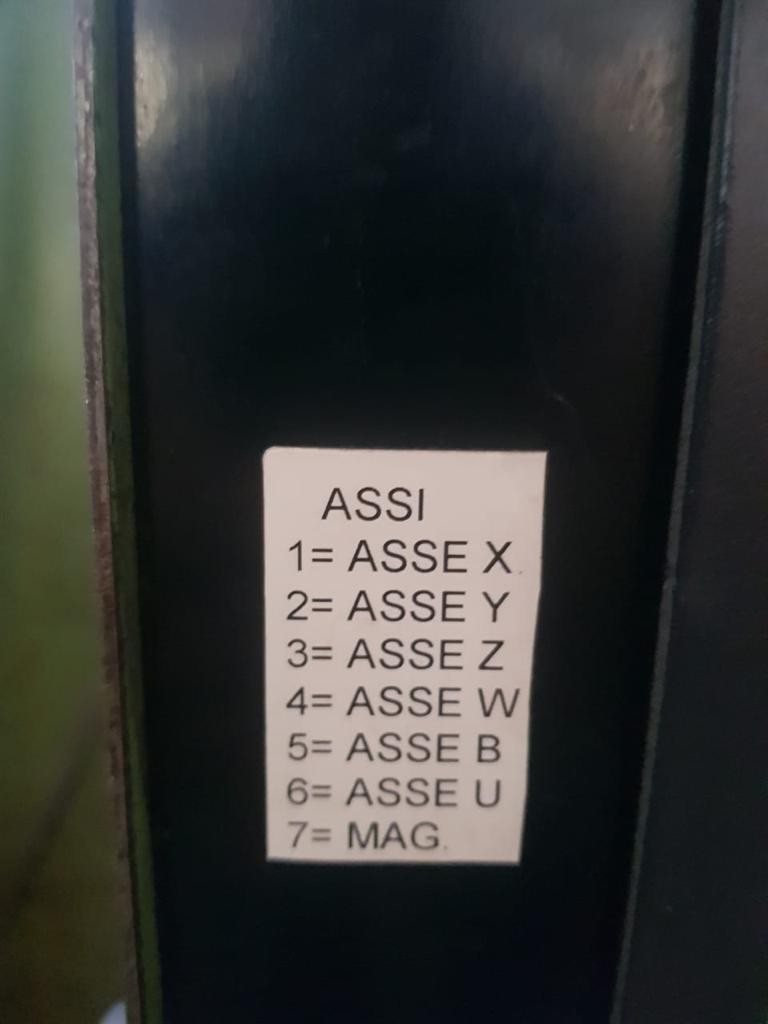 ASSI
1= ASSE X
2= ASSE Y
3= ASSE Z
4= ASSE W
5= ASSE B
6= ASSE U
7= MAG.